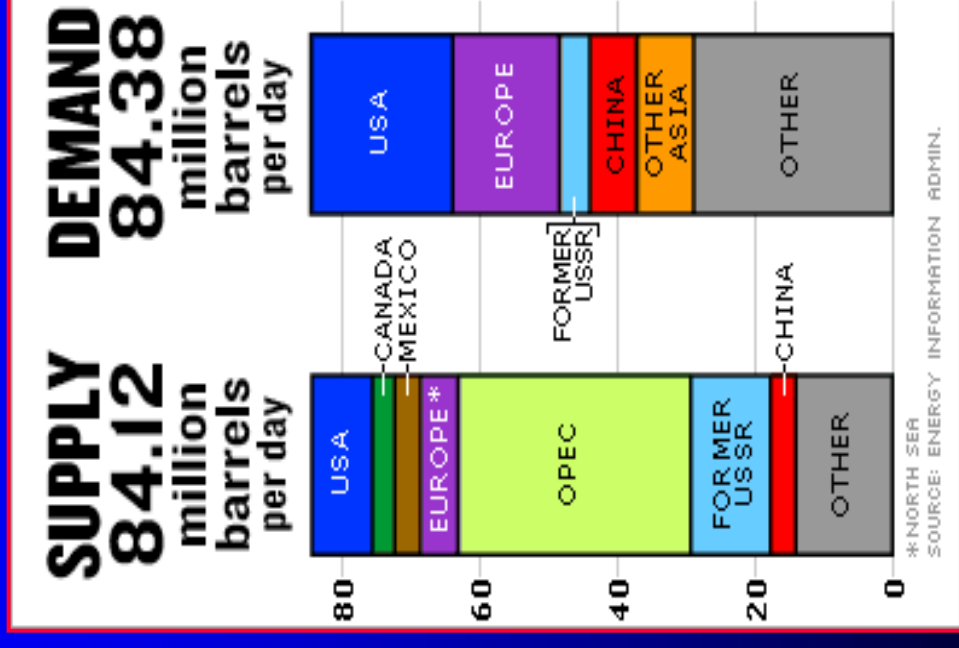 SUPPLY
84.12
million
barrels
per day
DEMAND
84.38
million
barrels
per day
80
60
40
20
0
USA
CANADA
MEXICO
EUROPE*
OPEC
FORMER
USSR
CHINA
OTHER
USA
EUROPE
FORMER
USSR
CHINA
OTHER
ASIA
OTHER
*NORTH SEA
SOURCE: ENERGY INFORMATION ADMIN.